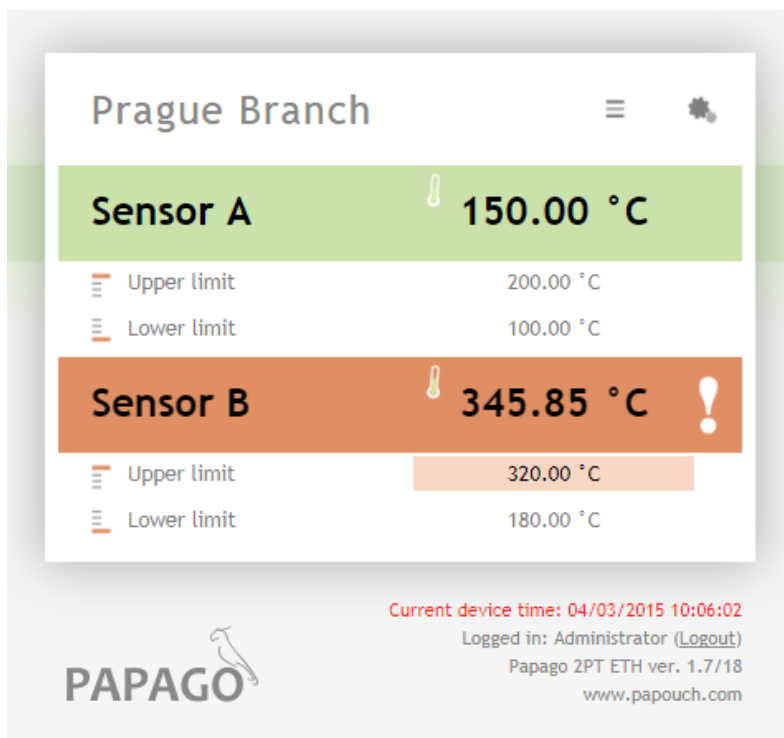 Prague Branch
Sensor A 150.00 °C
Upper limit 200.00 °C
Lower limit 100.00 °C
Sensor B 345.85 °C !
Upper limit 320.00 °C
Lower limit 180.00 °C
Current device time: 04/03/2015 10:06:02
Logged in: Administrator (Logout)
Papago 2PT ETH ver. 1.7/18
www.papouch.com
PAPAGO